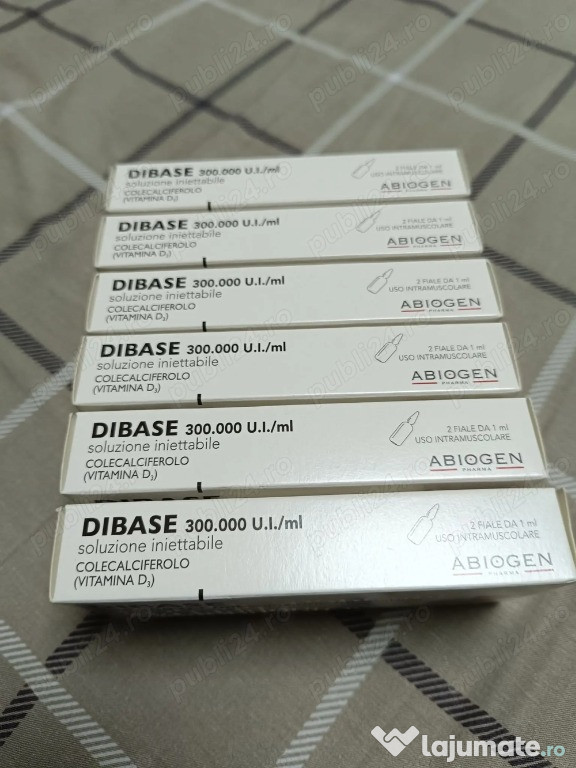 DIBASE 300.000 U.I./ml
soluzione iniettabile
COLECALCIFEROLO
(VITAMINA D₃)
2 FIALE DA 1 ml
USO INTRAMUSCOLARE
ABIOGEN
PHARMA
DIBASE 300.000 U.I./ml
soluzione iniettabile
COLECALCIFEROLO
(VITAMINA D₃)
2 FIALE DA 1 ml
USO INTRAMUSCOLARE
ABIOGEN
PHARMA
DIBASE 300.000 U.I./ml
soluzione iniettabile
COLECALCIFEROLO
(VITAMINA D₃)
2 FIALE DA 1 ml
USO INTRAMUSCOLARE
ABIOGEN
PHARMA
DIBASE 300.000 U.I./ml
soluzione iniettabile
COLECALCIFEROLO
(VITAMINA D₃)
2 FIALE DA 1 ml
USO INTRAMUSCOLARE
ABIOGEN
PHARMA
DIBASE 300.000 U.I./ml
soluzione iniettabile
COLECALCIFEROLO
(VITAMINA D₃)
2 FIALE DA 1 ml
USO INTRAMUSCOLARE
ABIOGEN
PHARMA
DIBASE 300.000 U.I./ml
soluzione iniettabile
COLECALCIFEROLO
(VITAMINA D₃)
2 FIALE DA 1 ml
USO INTRAMUSCOLARE
ABIOGEN
PHARMA
publi24.ro
lajumate.ro